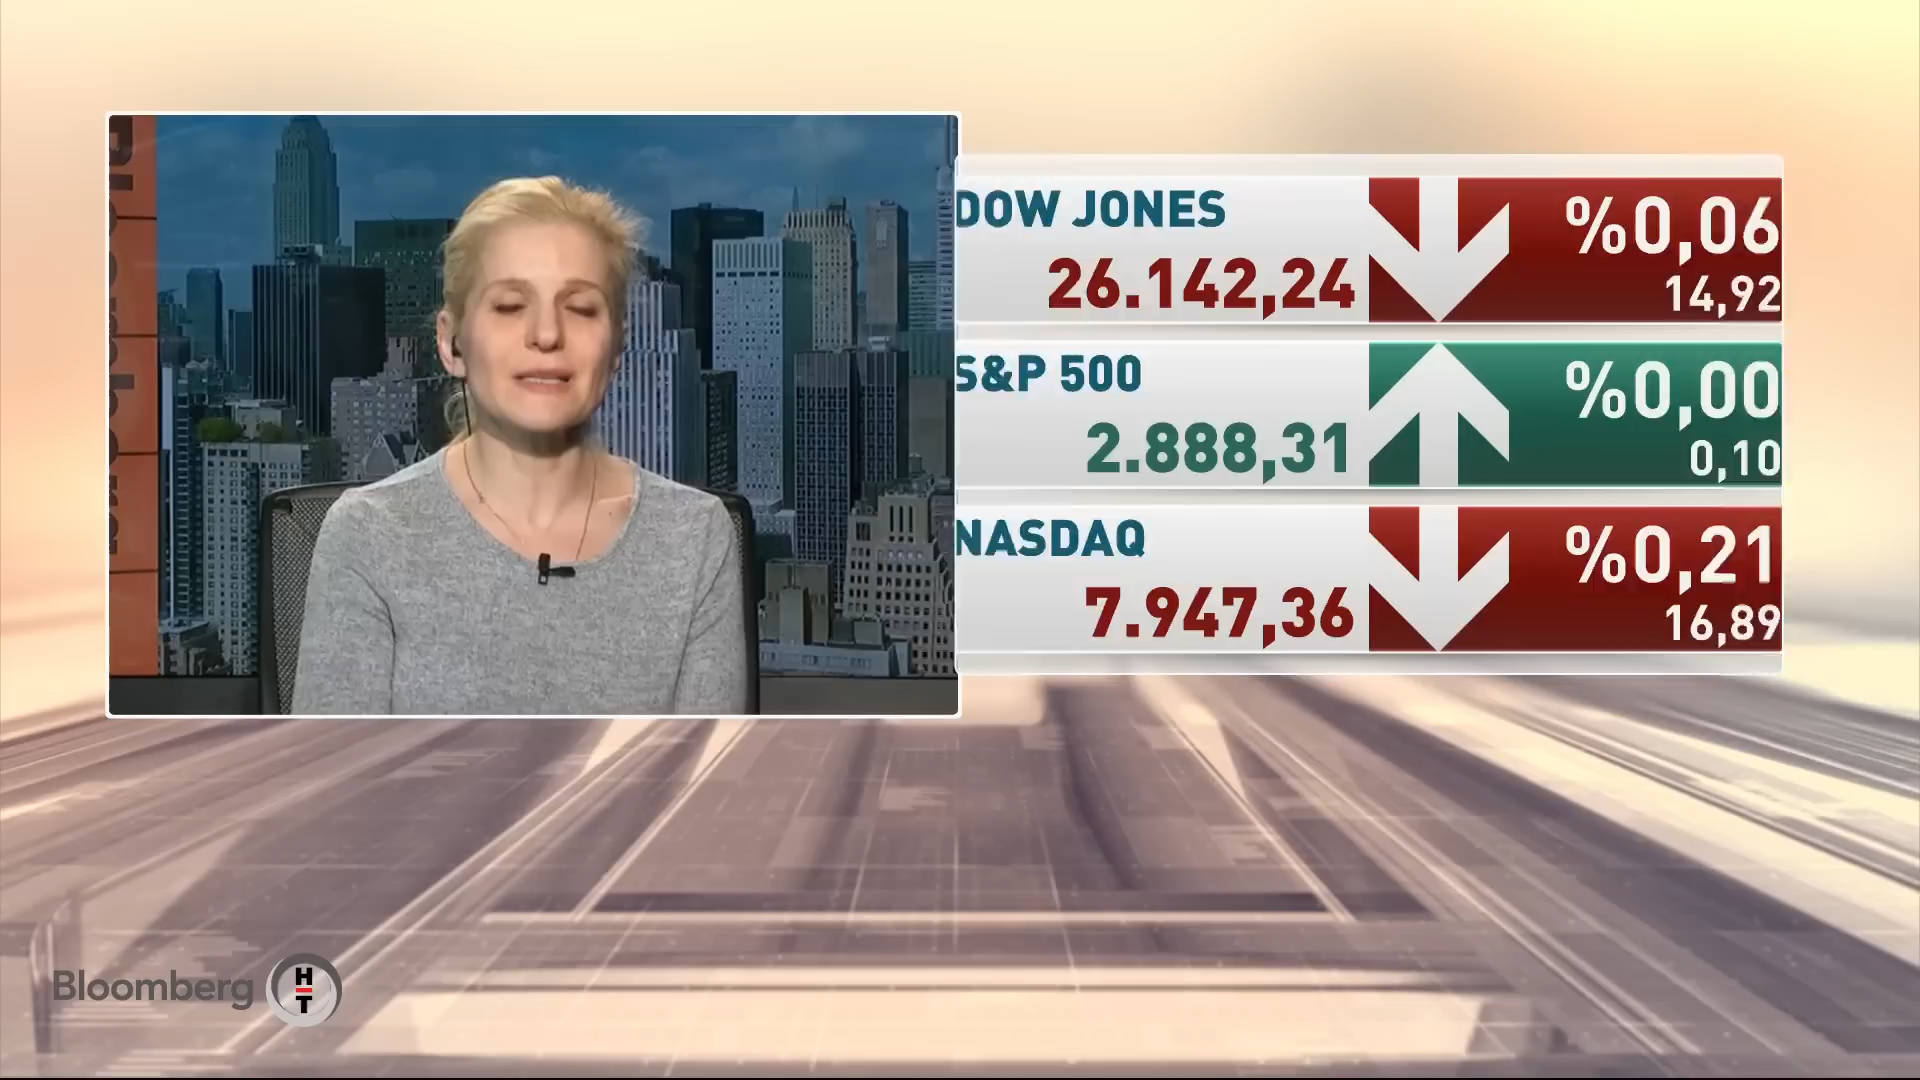 Bloomberg
DOW JONES
26.142,24
%0,06
14,92
S&P 500
2.888,31
%0,00
0,10
NASDAQ
7.947,36
%0,21
16,89
Bloomberg
H
T